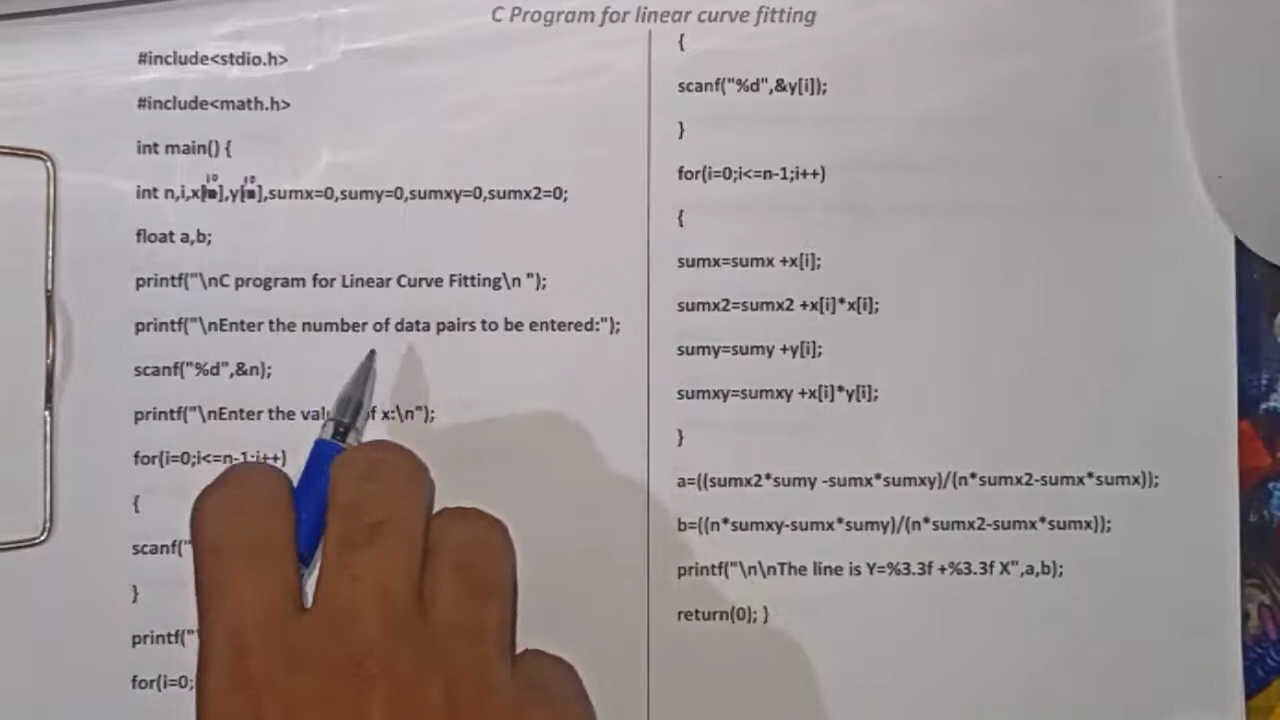 C Program for linear curve fitting
#include<stdio.h>
#include<math.h>
int main() {
int n,i,x[10],y[10],sumx=0,sumy=0,sumxy=0,sumx2=0;
float a,b;
printf("\nC program for Linear Curve Fitting\n ");
printf("\nEnter the number of data pairs to be entered:");
scanf("%d",&n);
printf("\nEnter the val f x:\n");
for(i=0;i<=n-1;i++)
{
scanf("
}
printf("
for(i=0;
{
scanf("%d",&y[i]);
}
for(i=0;i<=n-1;i++)
{
sumx=sumx +x[i];
sumx2=sumx2 +x[i]*x[i];
sumy=sumy +y[i];
sumxy=sumxy +x[i]*y[i];
}
a=((sumx2*sumy -sumx*sumxy)/(n*sumx2-sumx*sumx));
b=((n*sumxy-sumx*sumy)/(n*sumx2-sumx*sumx));
printf("\n\nThe line is Y=%3.3f +%3.3f X",a,b);
return(0); }